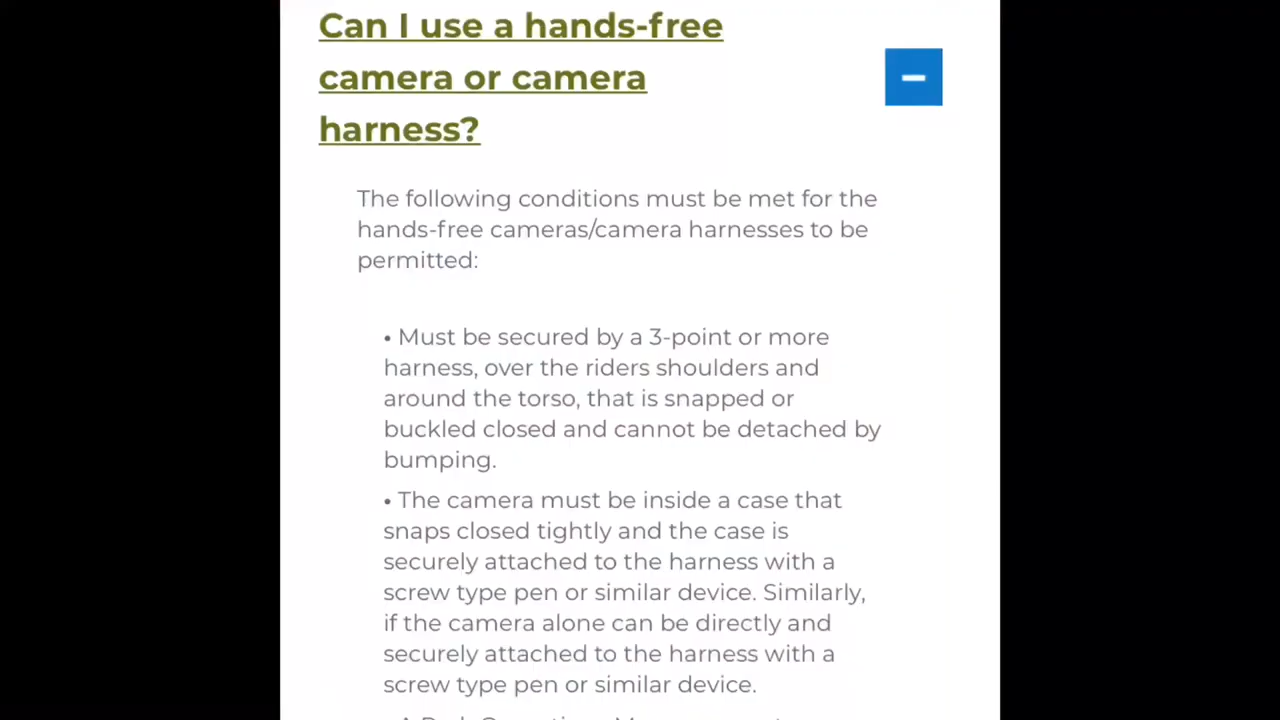 Can I use a hands-free
camera or camera
harness?
The following conditions must be met for the
hands-free cameras/camera harnesses to be
permitted:
• Must be secured by a 3-point or more
harness, over the riders shoulders and
around the torso, that is snapped or
buckled closed and cannot be detached by
bumping.
• The camera must be inside a case that
snaps closed tightly and the case is
securely attached to the harness with a
screw type pen or similar device. Similarly,
if the camera alone can be directly and
securely attached to the harness with a
screw type pen or similar device.